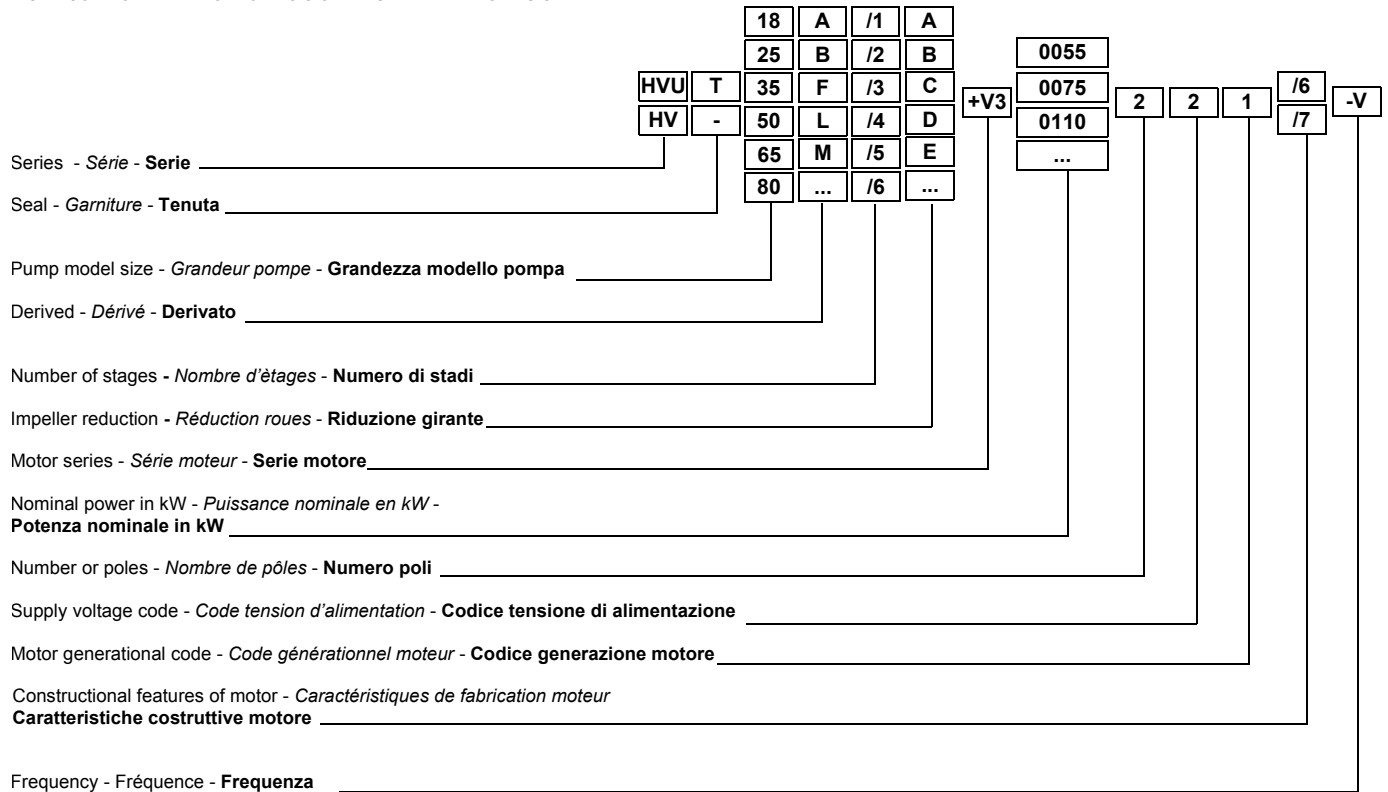 18 A /1 A
25 B /2 B 0055
HVU T 35 F /3 C +V3 0075 2 2 1 /6 -V
HV - 50 L /4 D 0110 /7
65 M /5 E ...
80 ... /6 ...
Series - Série - Serie
Seal - Garniture - Tenuta
Pump model size - Grandeur pompe - Grandezza modello pompa
Derived - Dérivé - Derivato
Number of stages - Nombre d'ètages - Numero di stadi
Impeller reduction - Réduction roues - Riduzione girante
Motor series - Série moteur - Serie motore
Nominal power in kW - Puissance nominale en kW -
Potenza nominale in kW
Number or poles - Nombre de pôles - Numero poli
Supply voltage code - Code tension d'alimentation - Codice tensione di alimentazione
Motor generational code - Code générationnel moteur - Codice generazione motore
Constructional features of motor - Caractéristiques de fabrication moteur
Caratteristiche costruttive motore
Frequency - Fréquence - Frequenza